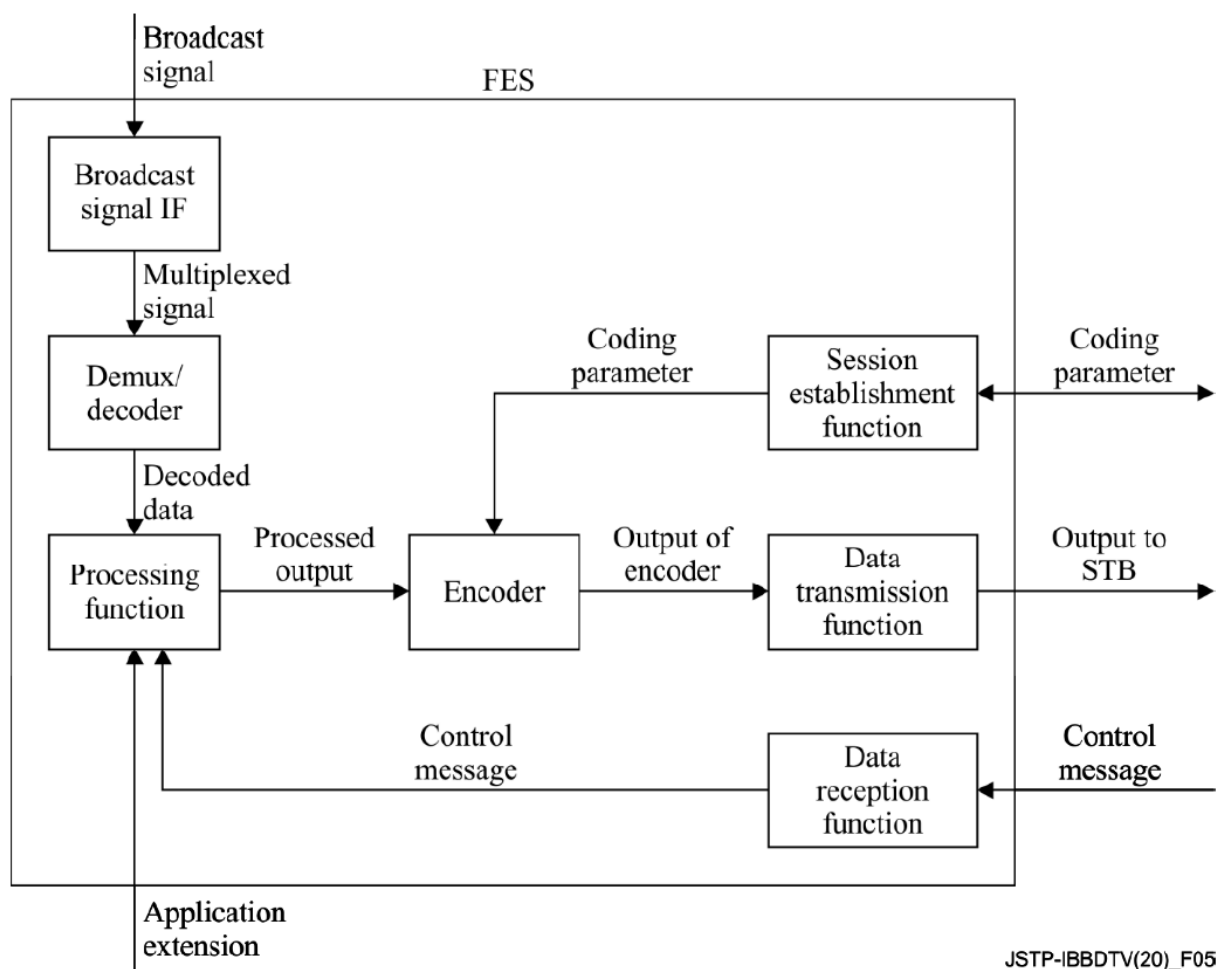 Broadcast
signal
FES
Broadcast
signal IF
Multiplexed
signal
Demux/
decoder
Coding
parameter
Session
establishment
function
Coding
parameter
Decoded
data
Processing
function
Processed
output
Encoder
Output of
encoder
Data
transmission
function
Output to
STB
Control
message
Data
reception
function
Control
message
Application
extension
JSTP-IBBDTV(20)_F05